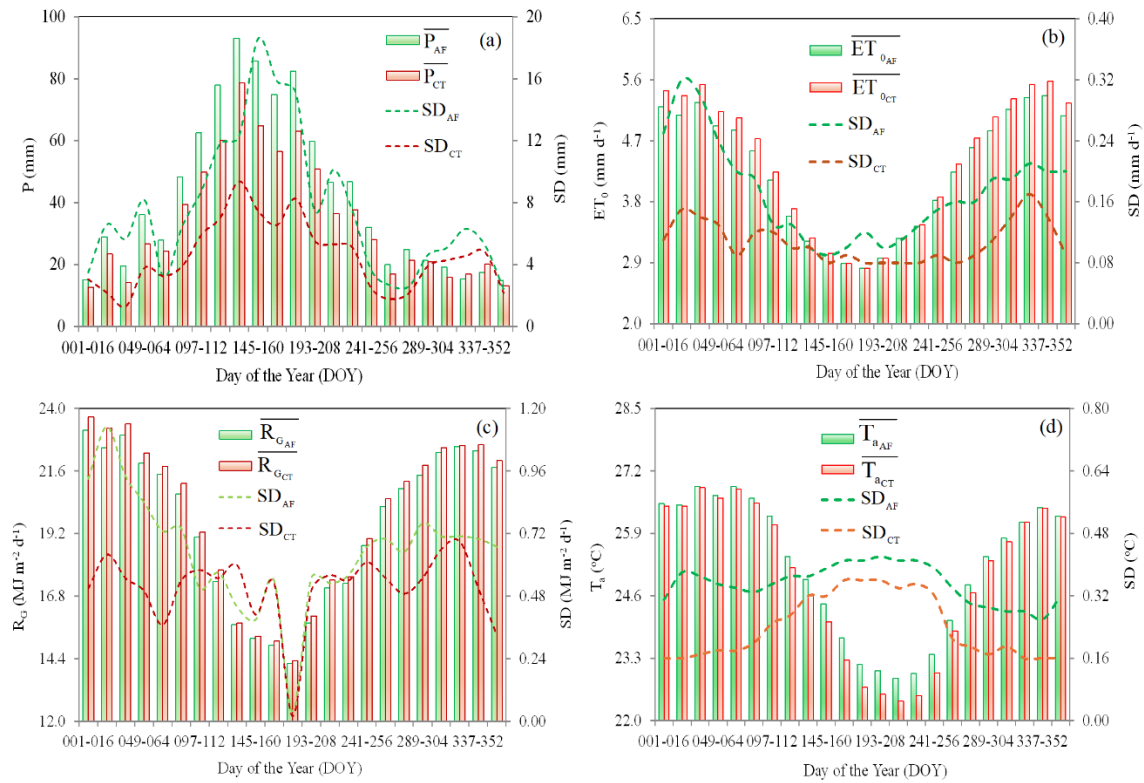 (a)
P_AF
P_CT
SD_AF
SD_CT
P (mm)
100
80
60
40
20
0
SD (mm)
20
16
12
8
4
0
001-016 049-064 097-112 145-160 193-208 241-256 289-304 337-352
Day of the Year (DOY)
(b)
ET_0AF
ET_0CT
SD_AF
SD_CT
ET_0 (mm d^-1)
6.5
5.6
4.7
3.8
2.9
2.0
SD (mm d^-1)
0.40
0.32
0.24
0.16
0.08
0.00
001-016 049-064 097-112 145-160 193-208 241-256 289-304 337-352
Day of the Year (DOY)
(c)
R_G_AF
R_G_CT
SD_AF
SD_CT
R_G (MJ m^-2 d^-1)
24.0
21.6
19.2
16.8
14.4
12.0
SD (MJ m^-2 d^-1)
1.20
0.96
0.72
0.48
0.24
0.00
001-016 049-064 097-112 145-160 193-208 241-256 289-304 337-352
Day of the Year (DOY)
(d)
T_a_AF
T_a_CT
SD_AF
SD_CT
T_a (°C)
28.5
27.2
25.9
24.6
23.3
22.0
SD (°C)
0.80
0.64
0.48
0.32
0.16
0.00
001-016 049-064 097-112 145-160 193-208 241-256 289-304 337-352
Day of the Year (DOY)